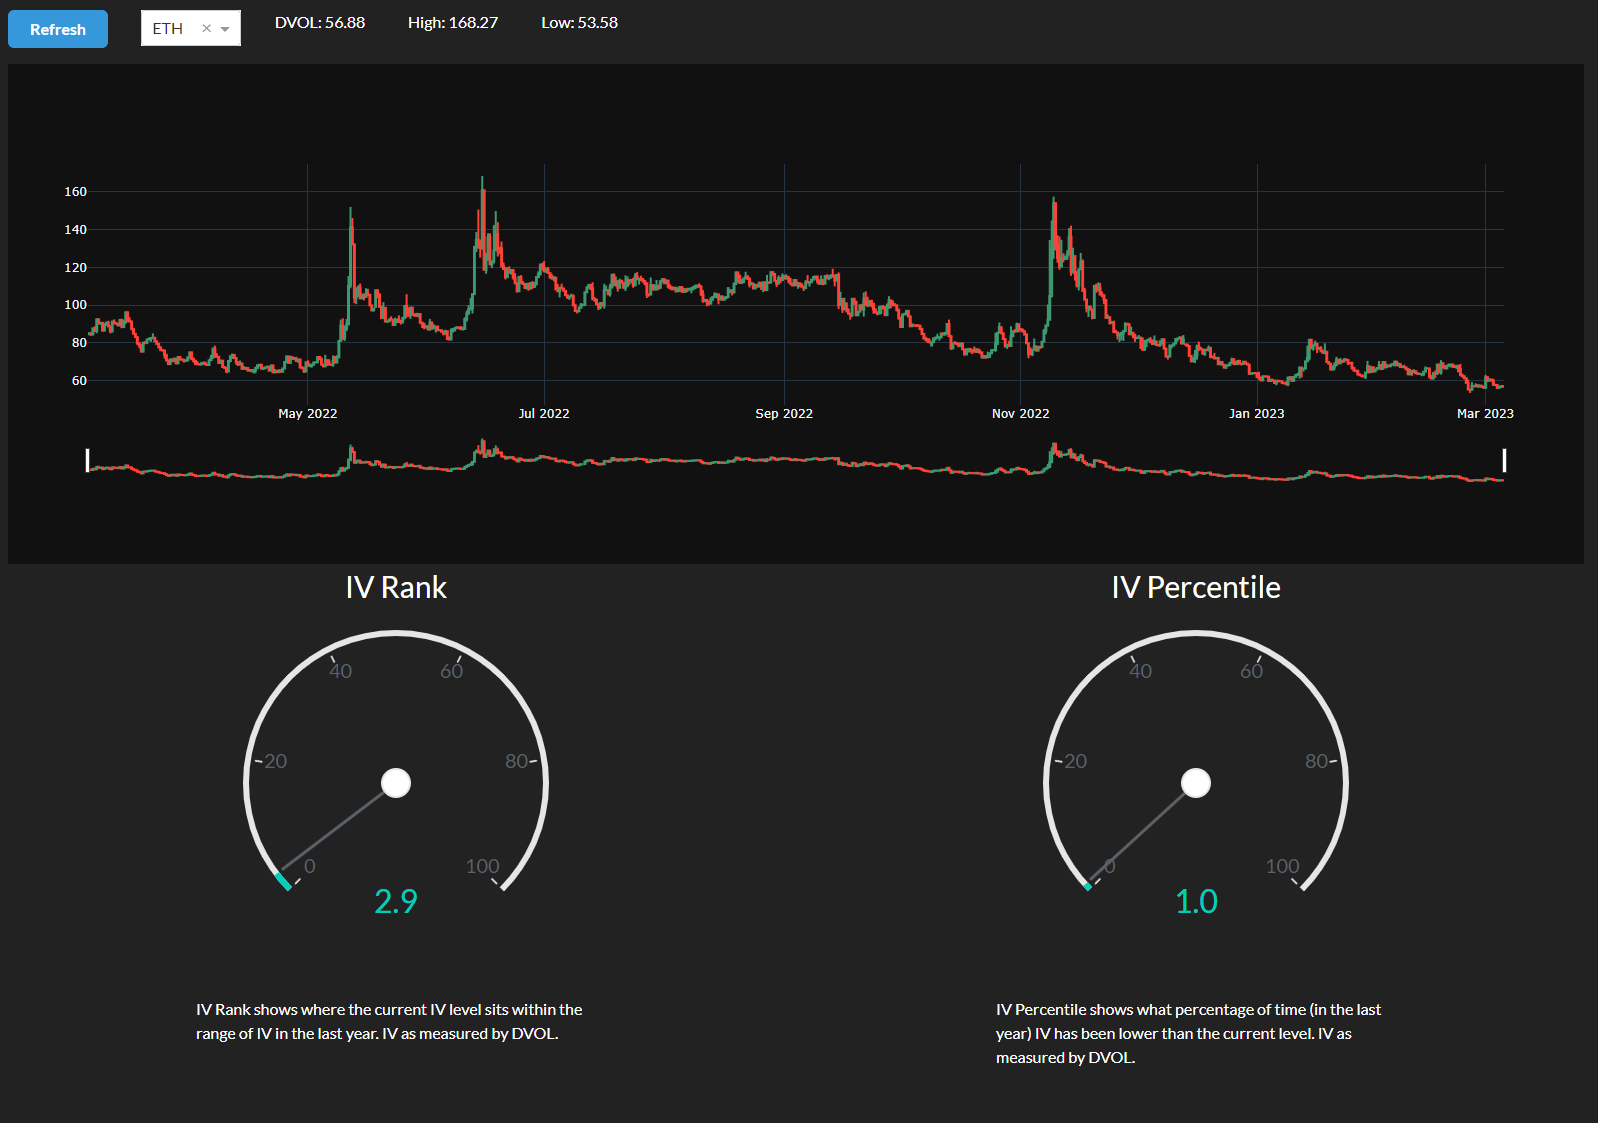 Refresh
ETH × 
DVOL: 56.88
High: 168.27
Low: 53.58
160
140
120
100
80
60
May 2022
Jul 2022
Sep 2022
Nov 2022
Jan 2023
Mar 2023
IV Rank
40
60
20
80
0
100
2.9
IV Rank shows where the current IV level sits within the
range of IV in the last year. IV as measured by DVOL.
IV Percentile
40
60
20
80
0
100
1.0
IV Percentile shows what percentage of time (in the last
year) IV has been lower than the current level. IV as
measured by DVOL.